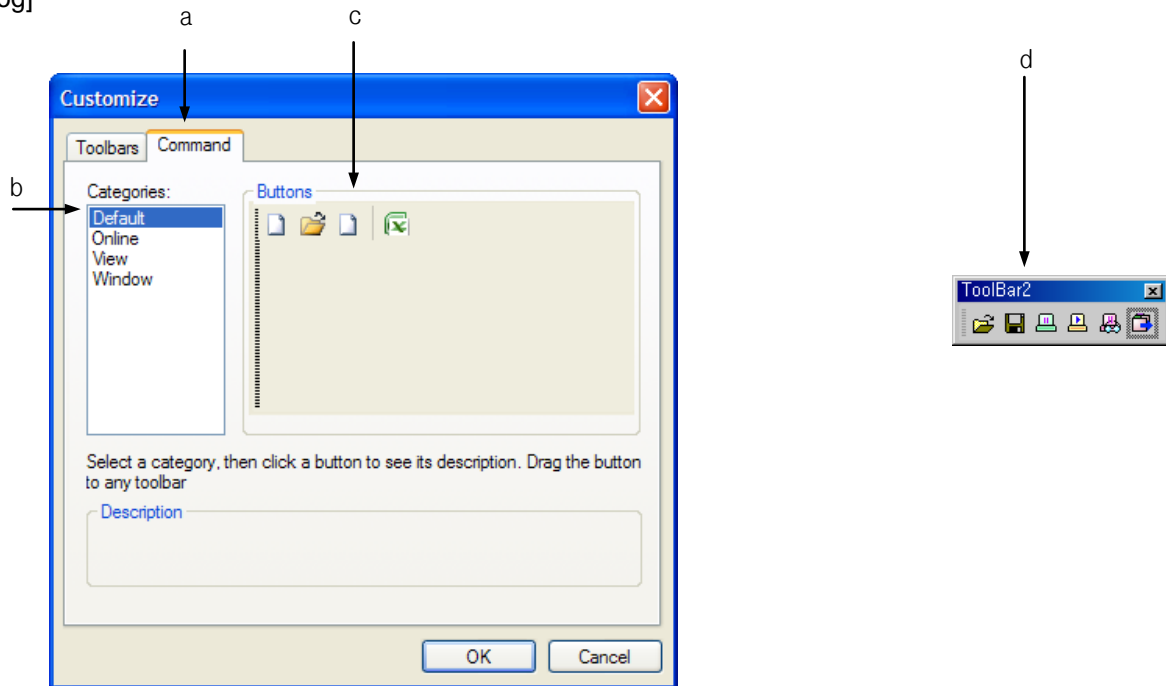 og]
a
c
d
Customize
Toolbars
Command
b
Categories:
Buttons
Default
Online
View
Window
ToolBar2
Select a category, then click a button to see its description. Drag the button
to any toolbar
Description
OK
Cancel